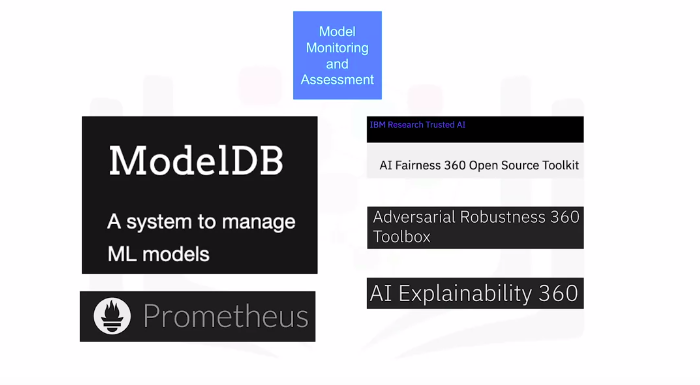 Model
Monitoring
and
Assessment
ModelDB
A system to manage
ML models
Prometheus
IBM Research Trusted AI
AI Fairness 360 Open Source Toolkit
Adversarial Robustness 360
Toolbox
AI Explainability 360